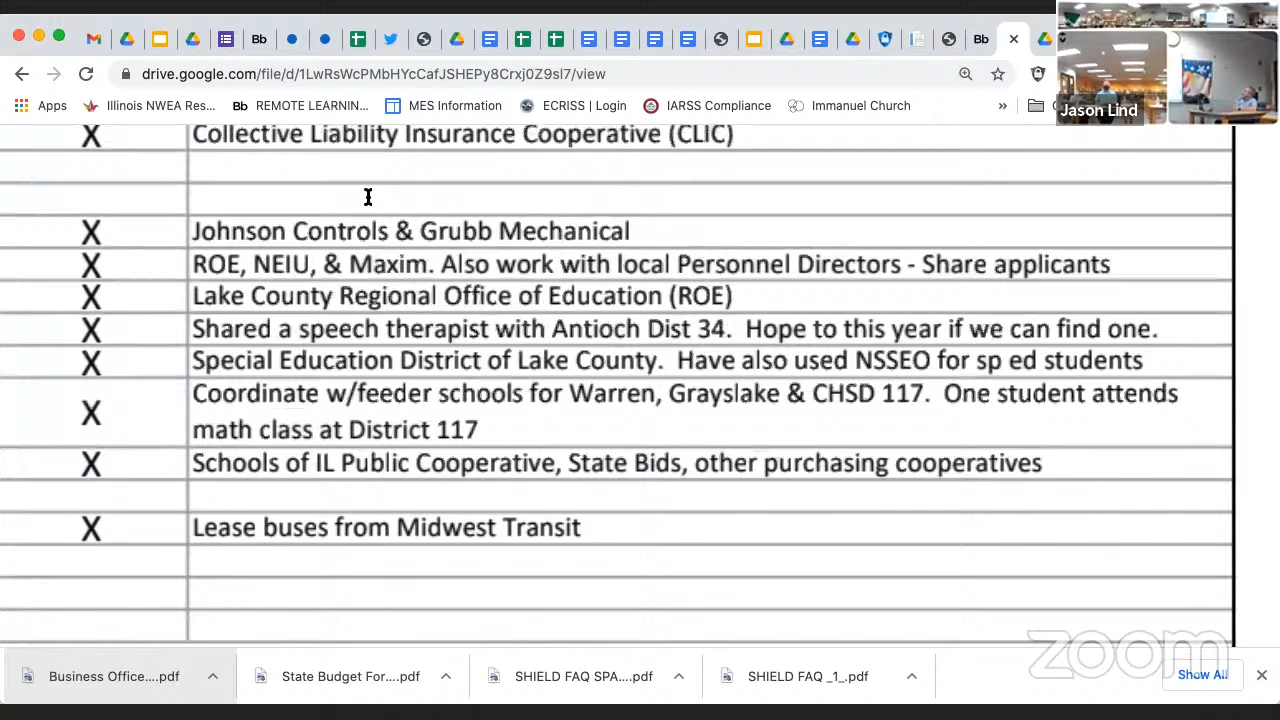 drive.google.com/file/d/1LwRsWcPMbHYcCatKSHEPy8Crxj0Z9sl7/view
Jason Lind
Apps Illinois NWEA Res... Bb REMOTE LEARNIN... MES Information ECRISS | Login IARSS Compliance Immanuel Church »
X Collective Liability Insurance Cooperative (CLIC)
X Johnson Controls & Grubb Mechanical
X ROE, NEIU, & Maxim. Also work with local Personnel Directors - Share applicants
X Lake County Regional Office of Education (ROE)
X Shared a speech therapist with Antioch Dist 34. Hope to this year if we can find one.
X Special Education District of Lake County. Have also used NSSEO for sp ed students
X Coordinate w/feeder schools for Warren, Grayslake & CHSD 117. One student attends
math class at District 117
X Schools of IL Public Cooperative, State Bids, other purchasing cooperatives
X Lease buses from Midwest Transit
zoom
Business Office....pdf State Budget For....pdf SHIELD FAQ SPA....pdf SHIELD FAQ _1_.pdf Show All